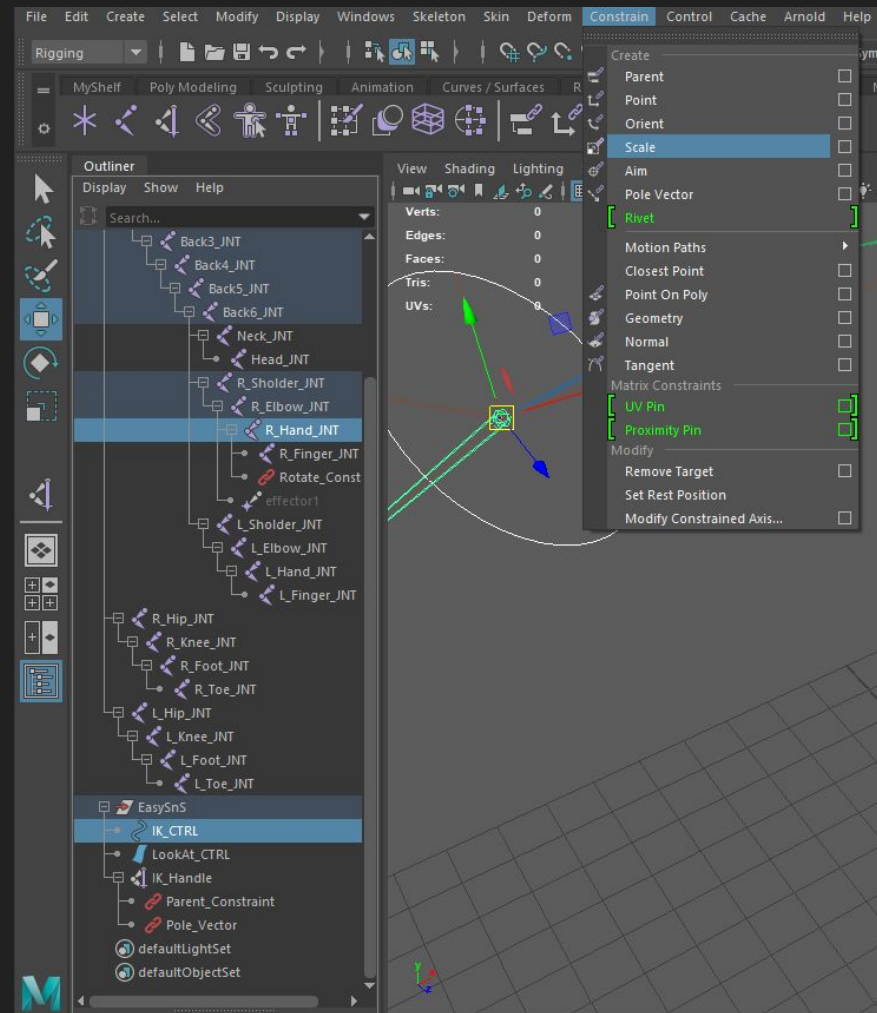 File Edit Create Select Modify Display Windows Skeleton Skin Deform Constrain Control Cache Arnold Help
Rigging
MyShelf Poly Modeling Sculpting Animation Curves / Surfaces
Outliner
Display Show Help
Search...
Back3_JNT
Back4_JNT
Back5_JNT
Back6_JNT
Neck_JNT
Head_JNT
R_Sholder_JNT
R_Elbow_JNT
R_Hand_JNT
R_Finger_JNT
Rotate_Const
effector1
L_Sholder_JNT
L_Elbow_JNT
L_Hand_JNT
L_Finger_JNT
R_Hip_JNT
R_Knee_JNT
R_Foot_JNT
R_Toe_JNT
L_Hip_JNT
L_Knee_JNT
L_Foot_JNT
L_Toe_JNT
EasySnS
IK_CTRL
LookAt_CTRL
IK_Handle
Parent_Constraint
Pole_Vector
defaultLightSet
defaultObjectSet
View Shading Lighting
Verts: 0
Edges: 0
Faces: 0
Tris: 0
UVs: 0
Create
Parent
Point
Orient
Scale
Aim
Pole Vector
Rivet
Motion Paths
Closest Point
Point On Poly
Geometry
Normal
Tangent
Matrix Constraints
UV Pin
Proximity Pin
Modify
Remove Target
Set Rest Position
Modify Constrained Axis...
y
x
z
M